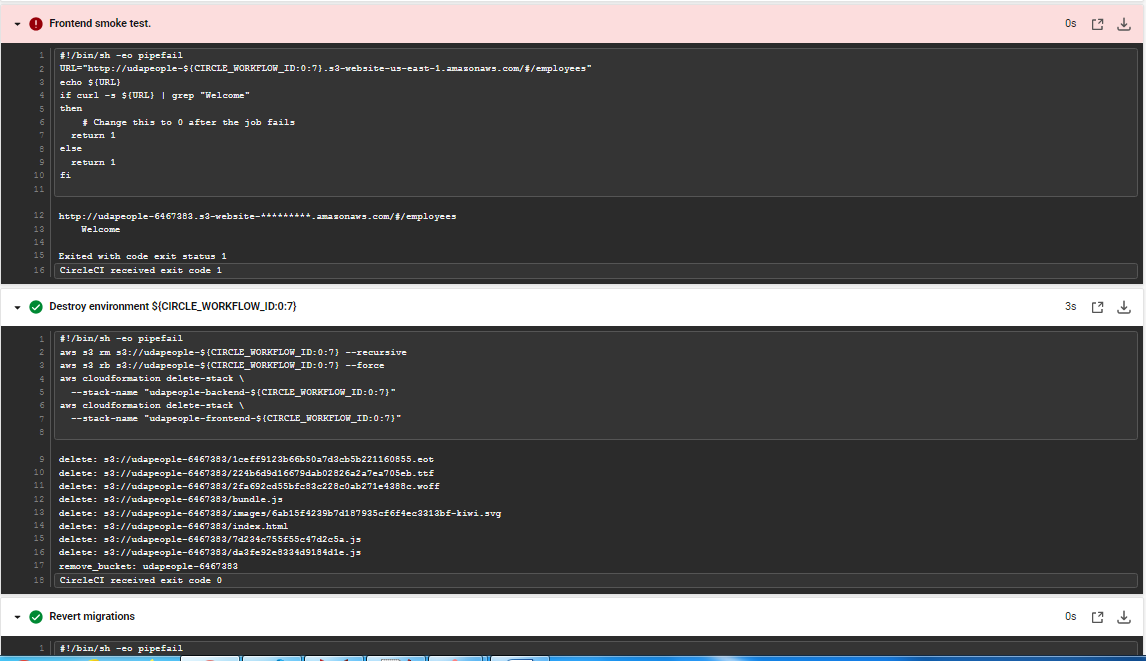 Frontend smoke test.
0s
1 #!/bin/sh -eo pipefail
2 URL="http://udapeople-${CIRCLE_WORKFLOW_ID:0:7}.s3-website-us-east-1.amazonaws.com/#/employees"
3 echo ${URL}
4 if curl -s ${URL} | grep "Welcome"
5 then
6 # Change this to 0 after the job fails
7 return 1
8 else
9 return 1
10 fi
11
12 http://udapeople-6467383.s3-website-*********.amazonaws.com/#/employees
13 Welcome
14
15 Exited with code exit status 1
16 CircleCI received exit code 1
Destroy environment ${CIRCLE_WORKFLOW_ID:0:7}
3s
1 #!/bin/sh -eo pipefail
2 aws s3 rm s3://udapeople-${CIRCLE_WORKFLOW_ID:0:7} --recursive
3 aws s3 rb s3://udapeople-${CIRCLE_WORKFLOW_ID:0:7} --force
4 aws cloudformation delete-stack \
5 --stack-name "udapeople-backend-${CIRCLE_WORKFLOW_ID:0:7}"
6 aws cloudformation delete-stack \
7 --stack-name "udapeople-frontend-${CIRCLE_WORKFLOW_ID:0:7}"
8
9 delete: s3://udapeople-6467383/1ceff9123b66b50a7d3cb5b221160855.eot
10 delete: s3://udapeople-6467383/224b6d9d16679dab02826a2a7ea705eb.ttf
11 delete: s3://udapeople-6467383/2fa692cd55bfc83c228c0ab271e4388c.woff
12 delete: s3://udapeople-6467383/bundle.js
13 delete: s3://udapeople-6467383/images/6ab15f4239b7d187935cf6f4ec3313bf-kiwi.svg
14 delete: s3://udapeople-6467383/index.html
15 delete: s3://udapeople-6467383/7d234c755f55c47d2c5a.js
16 delete: s3://udapeople-6467383/da3fe92e8334d9184d1e.js
17 remove_bucket: udapeople-6467383
18 CircleCI received exit code 0
Revert migrations
0s
1 #!/bin/sh -eo pipefail